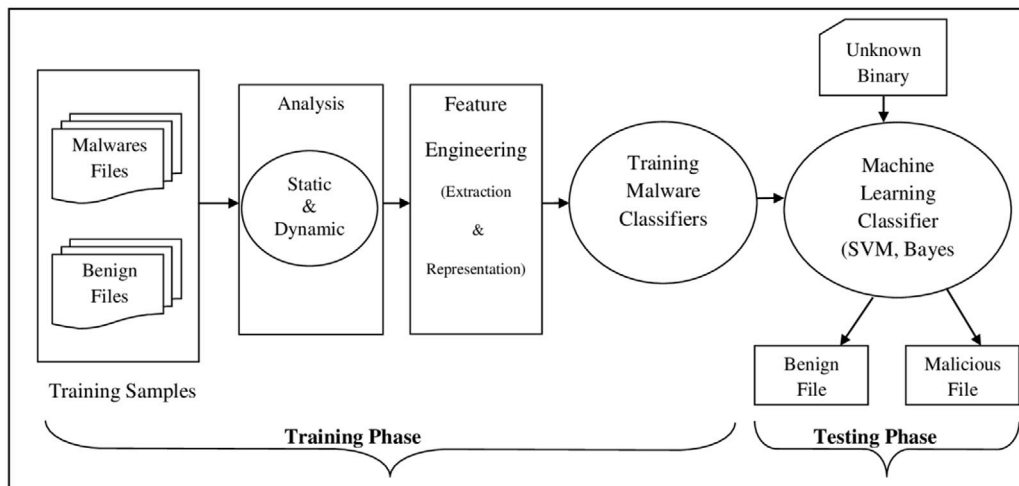 Malwares
Files
Benign
Files
Training Samples
Analysis
Static
&
Dynamic
Feature
Engineering
(Extraction
&
Representation)
Training
Malware
Classifiers
Unknown
Binary
Machine
Learning
Classifier
(SVM, Bayes
Benign
File
Malicious
File
Training Phase
Testing Phase